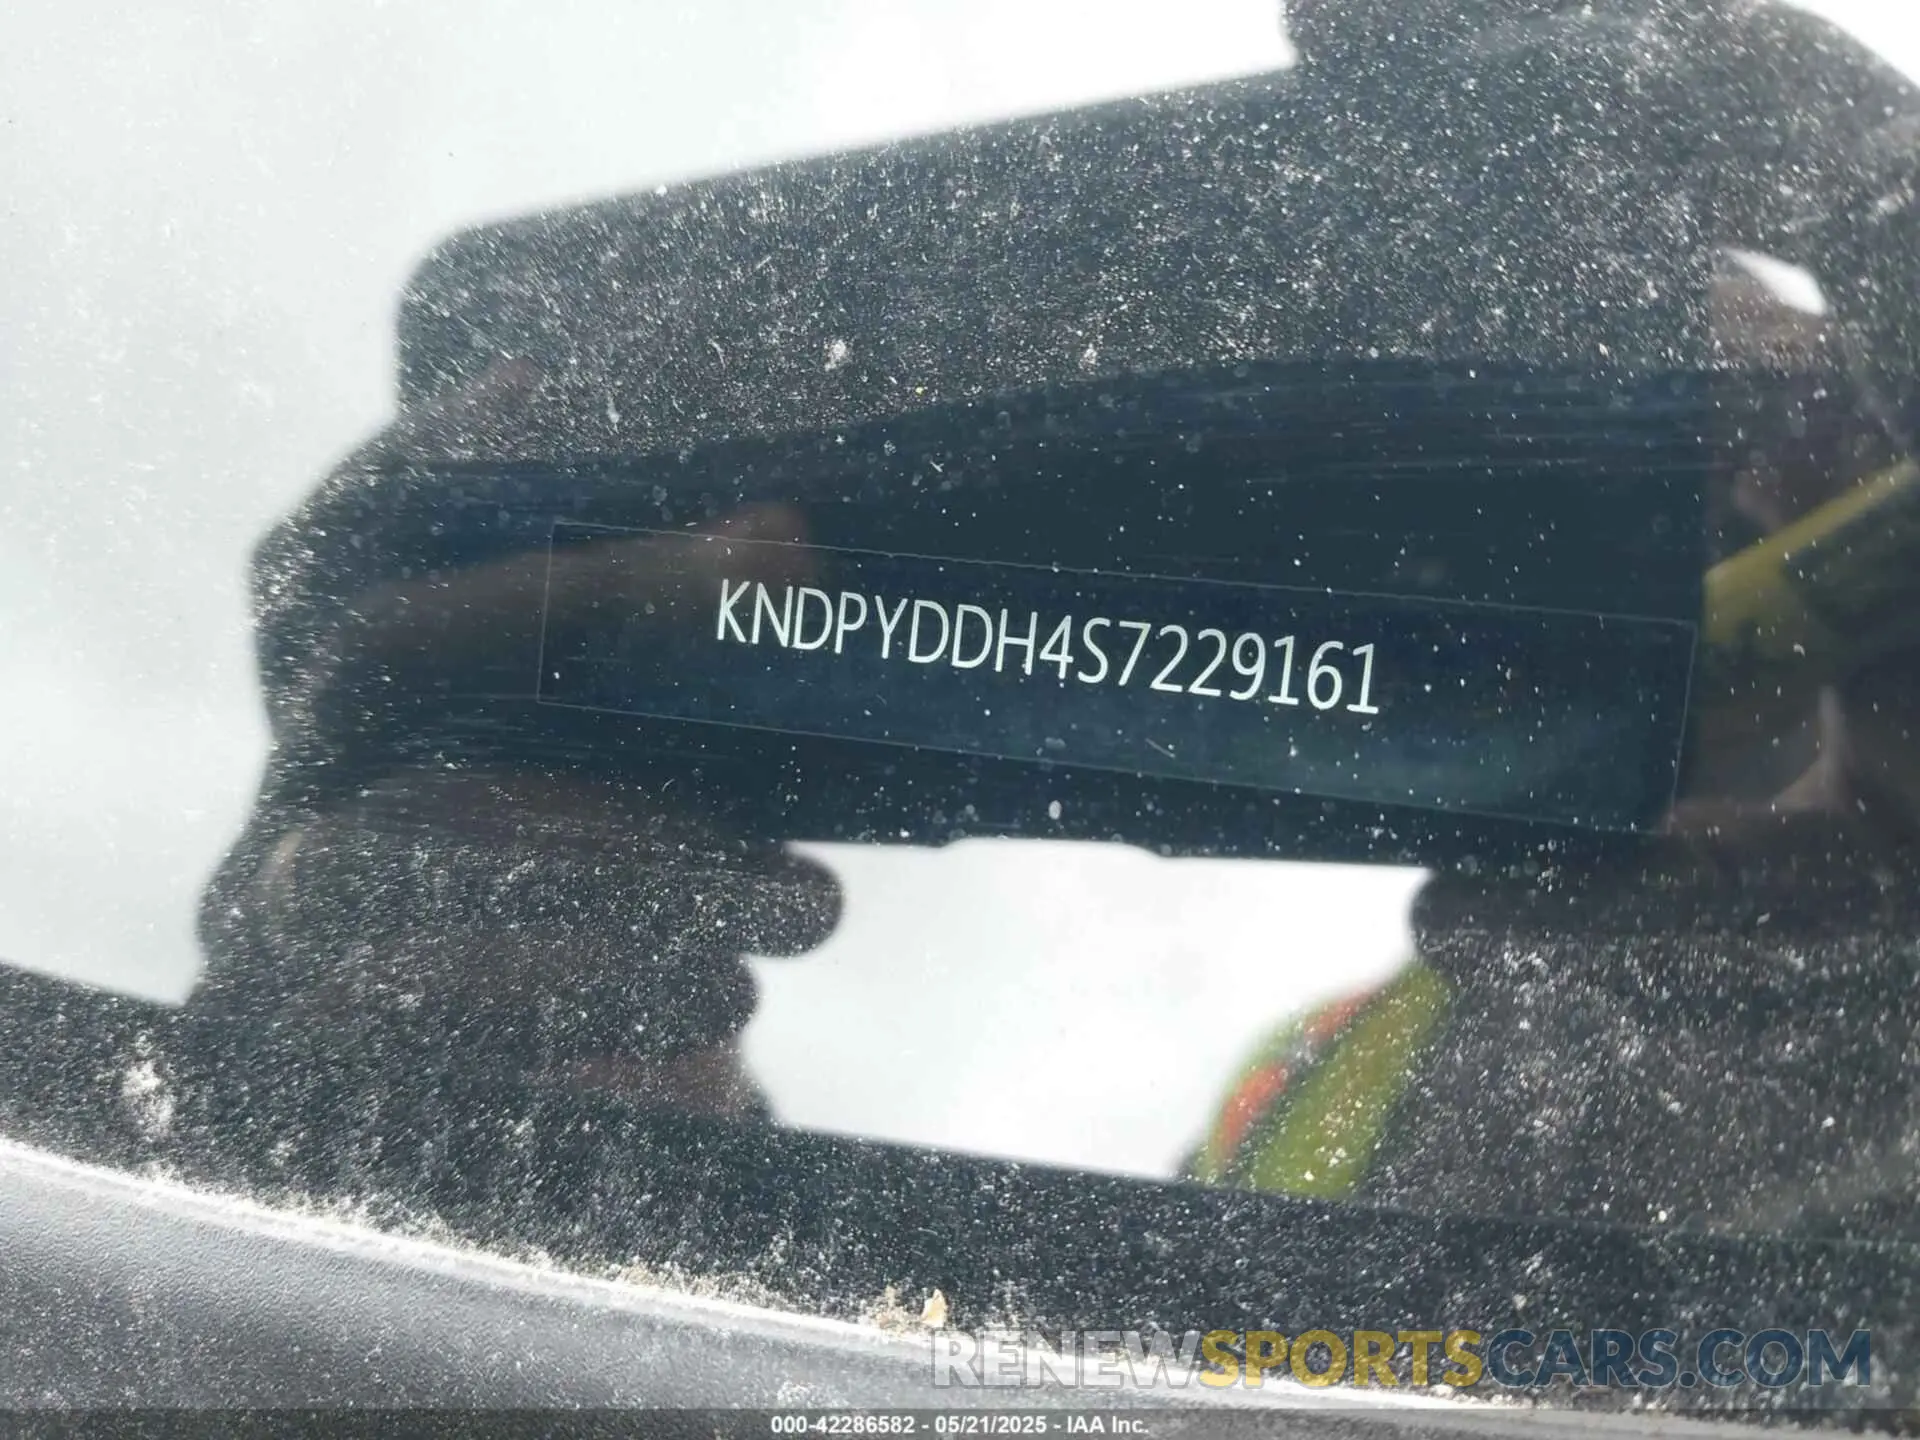 KNDPYDDH4S7229161
RENEWSPORTSCARS.COM
000-42286582 - 05/21/2025 - IAA Inc.